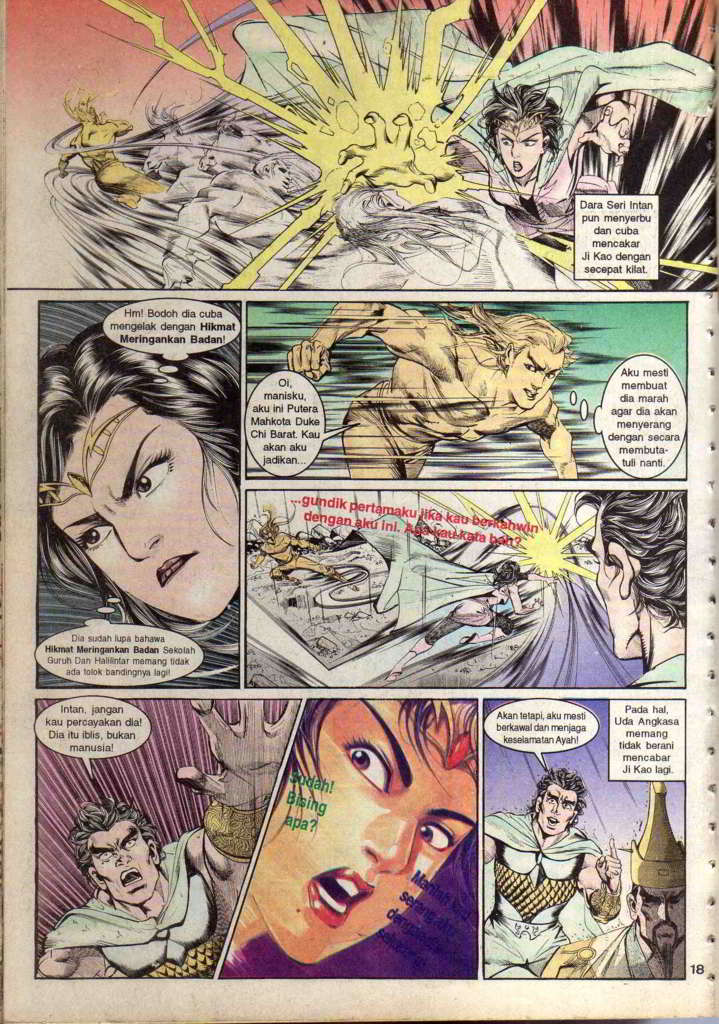 Dara Seri Intan
pun menyerbu
dan cuba
mencakar
Ji Kao dengan
secepat kilat.
Hm! Bodoh dia cuba
mengelak dengan Hikmat
Meringankan Badan!
Dia sudah lupa bahawa
Hikmat Meringankan Badan Sekolah
Guruh Dan Halilintar memang tidak
ada tolok bandingnya lagi!
Oi,
manisku,
aku ini Putera
Mahkota Duke
Chi Barat. Kau
akan aku
jadikan...
Aku mesti
membuat
dia marah
agar dia akan
menyerang
dengan secara
membuta-
tuli nanti.
...gundik pertamaku jika kau berkahwin
dengan aku ini. Apa kau kata hah?
Intan, jangan
kau percayakan dia!
Dia itu iblis, bukan
manusia!
Sudah!
Bising
apa?
Akan tetapi, aku mesti
berkawal dan menjaga
keselamatan Ayah!
Pada hal,
Uda Angkasa
memang
tidak berani
mencabar
Ji Kao lagi.
18